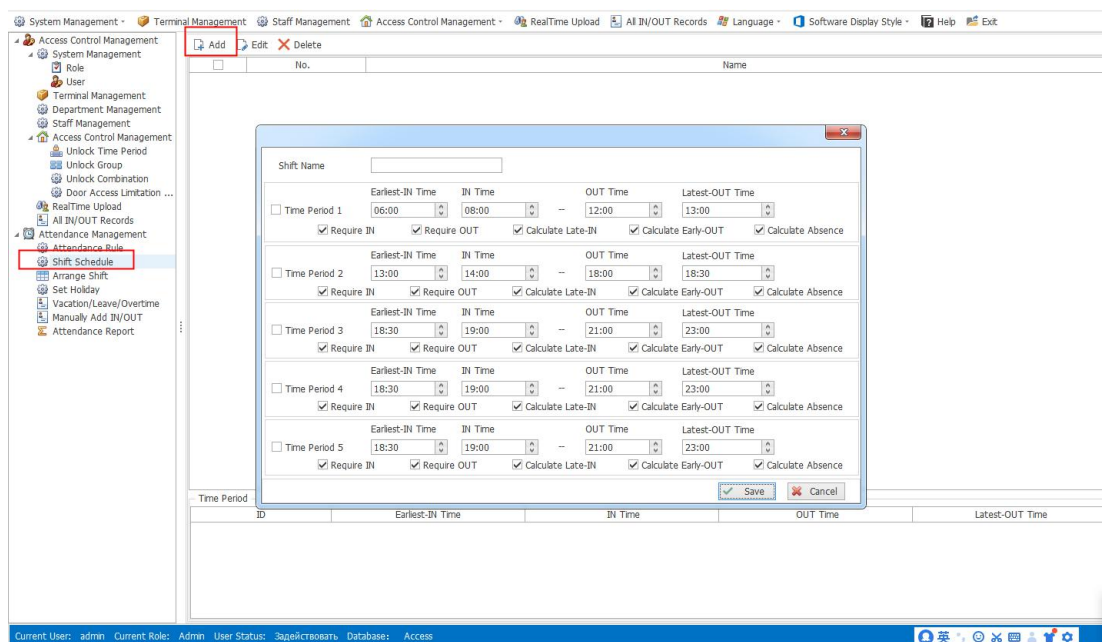 System Management Terminal Management Staff Management Access Control Management RealTime Upload All IN/OUT Records Language Software Display Style Help Exit
Access Control Management
System Management
Role
User
Terminal Management
Department Management
Staff Management
Access Control Management
Unlock Time Period
Unlock Group
Unlock Combination
Door Access Limitation ...
RealTime Upload
All IN/OUT Records
Attendance Management
Attendance Rule
Shift Schedule
Arrange Shift
Set Holiday
Vacation/Leave/Overtime
Manually Add IN/OUT
Attendance Report
Add Edit Delete
No. Name
Shift Name
Earliest-IN Time IN Time OUT Time Latest-OUT Time
Time Period 1 06:00 08:00 -- 12:00 13:00
Require IN Require OUT Calculate Late-IN Calculate Early-OUT Calculate Absence
Earliest-IN Time IN Time OUT Time Latest-OUT Time
Time Period 2 13:00 14:00 -- 18:00 18:30
Require IN Require OUT Calculate Late-IN Calculate Early-OUT Calculate Absence
Earliest-IN Time IN Time OUT Time Latest-OUT Time
Time Period 3 18:30 19:00 -- 21:00 23:00
Require IN Require OUT Calculate Late-IN Calculate Early-OUT Calculate Absence
Earliest-IN Time IN Time OUT Time Latest-OUT Time
Time Period 4 18:30 19:00 -- 21:00 23:00
Require IN Require OUT Calculate Late-IN Calculate Early-OUT Calculate Absence
Earliest-IN Time IN Time OUT Time Latest-OUT Time
Time Period 5 18:30 19:00 -- 21:00 23:00
Require IN Require OUT Calculate Late-IN Calculate Early-OUT Calculate Absence
Save Cancel
Time Period
ID Earliest-IN Time IN Time OUT Time Latest-OUT Time
Current User: admin Current Role: Admin User Status: Задействовать Database: Access 英